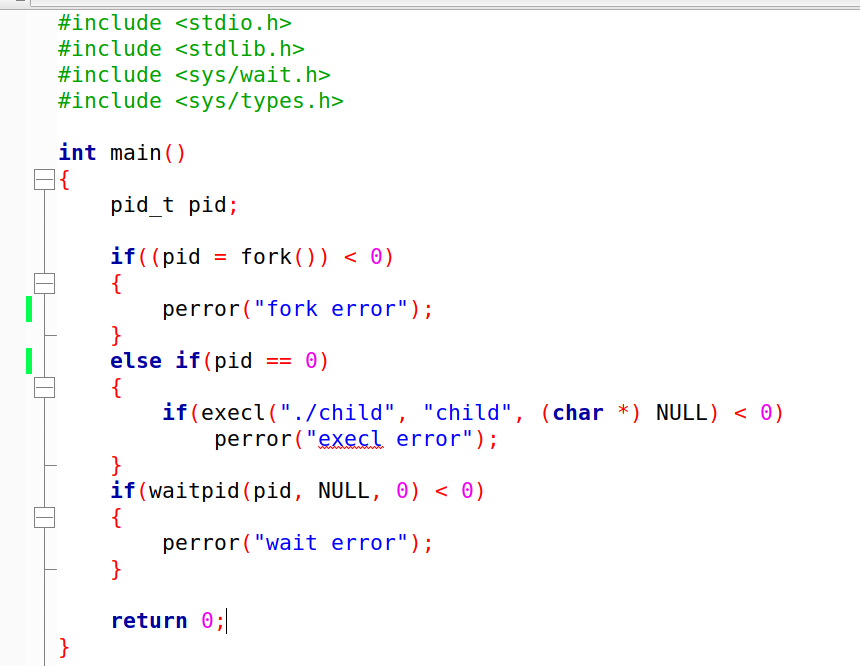 #include <stdio.h>
#include <stdlib.h>
#include <sys/wait.h>
#include <sys/types.h>
int main()
{
pid_t pid;
if((pid = fork()) < 0)
{
perror("fork error");
}
else if(pid == 0)
{
if(execl("./child", "child", (char *) NULL) < 0)
perror("execl error");
}
if(waitpid(pid, NULL, 0) < 0)
{
perror("wait error");
}
return 0;
}